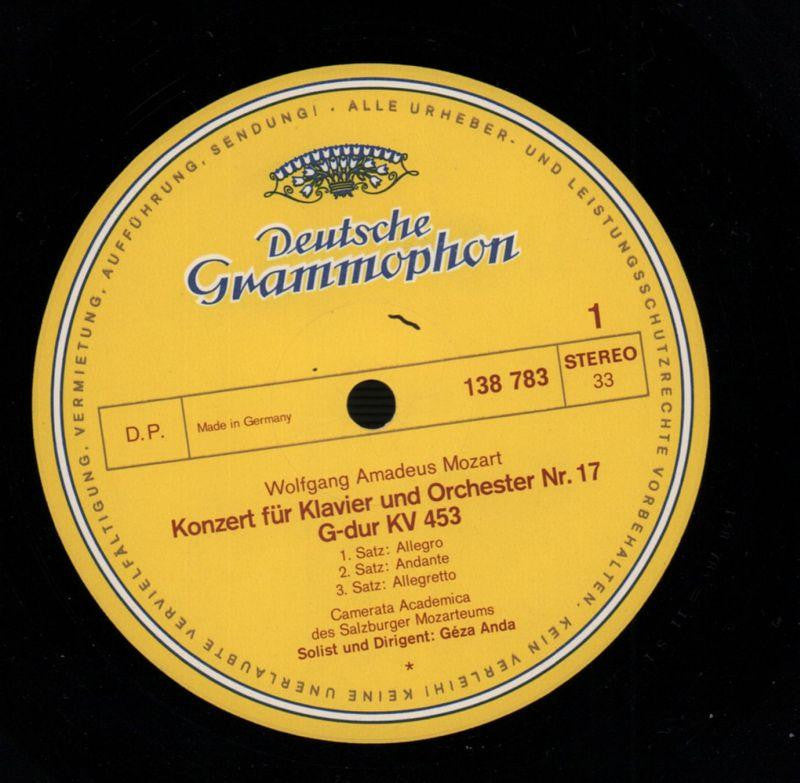 ALLE URHEBER- UND LEISTUNGSSCHUTZRECHTE VORBEHALTEN. KEIN VERLEIH! KEINE UNERLAUBTE VERVIELFÄLTIGUNG, VERMIETUNG, AUFFÜHRUNG, SENDUNG! ·
Deutsche
Grammophon
1
D.P.
Made in Germany
138 783
STEREO
33
Wolfgang Amadeus Mozart
Konzert für Klavier und Orchester Nr. 17
G-dur KV 453
1. Satz: Allegro
2. Satz: Andante
3. Satz: Allegretto
Camerata Academica
des Salzburger Mozarteums
Solist und Dirigent: Géza Anda
*